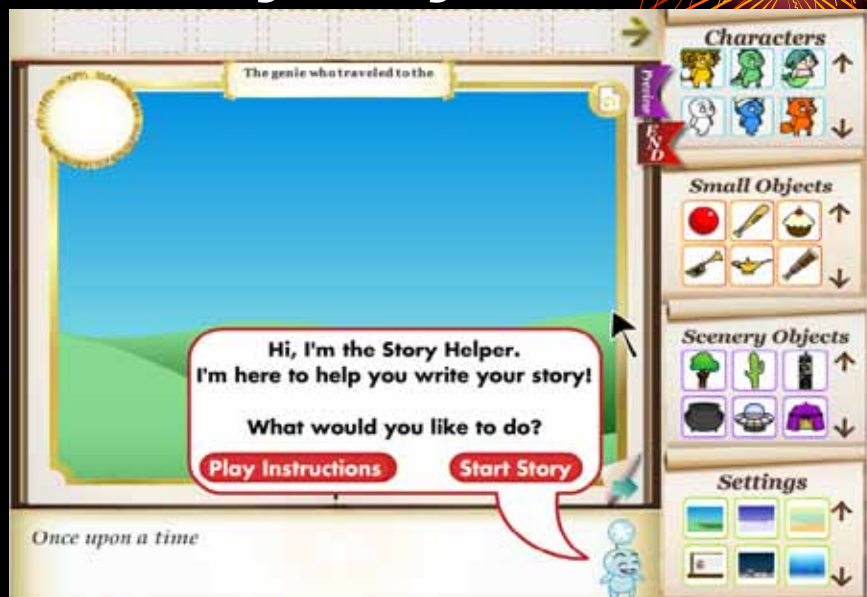 Characters
The genie who traveled to the
Preview
END
Small Objects
Hi, I'm the Story Helper.
I'm here to help you write your story!
What would you like to do?
Play Instructions
Start Story
Scenery Objects
Settings
Once upon a time